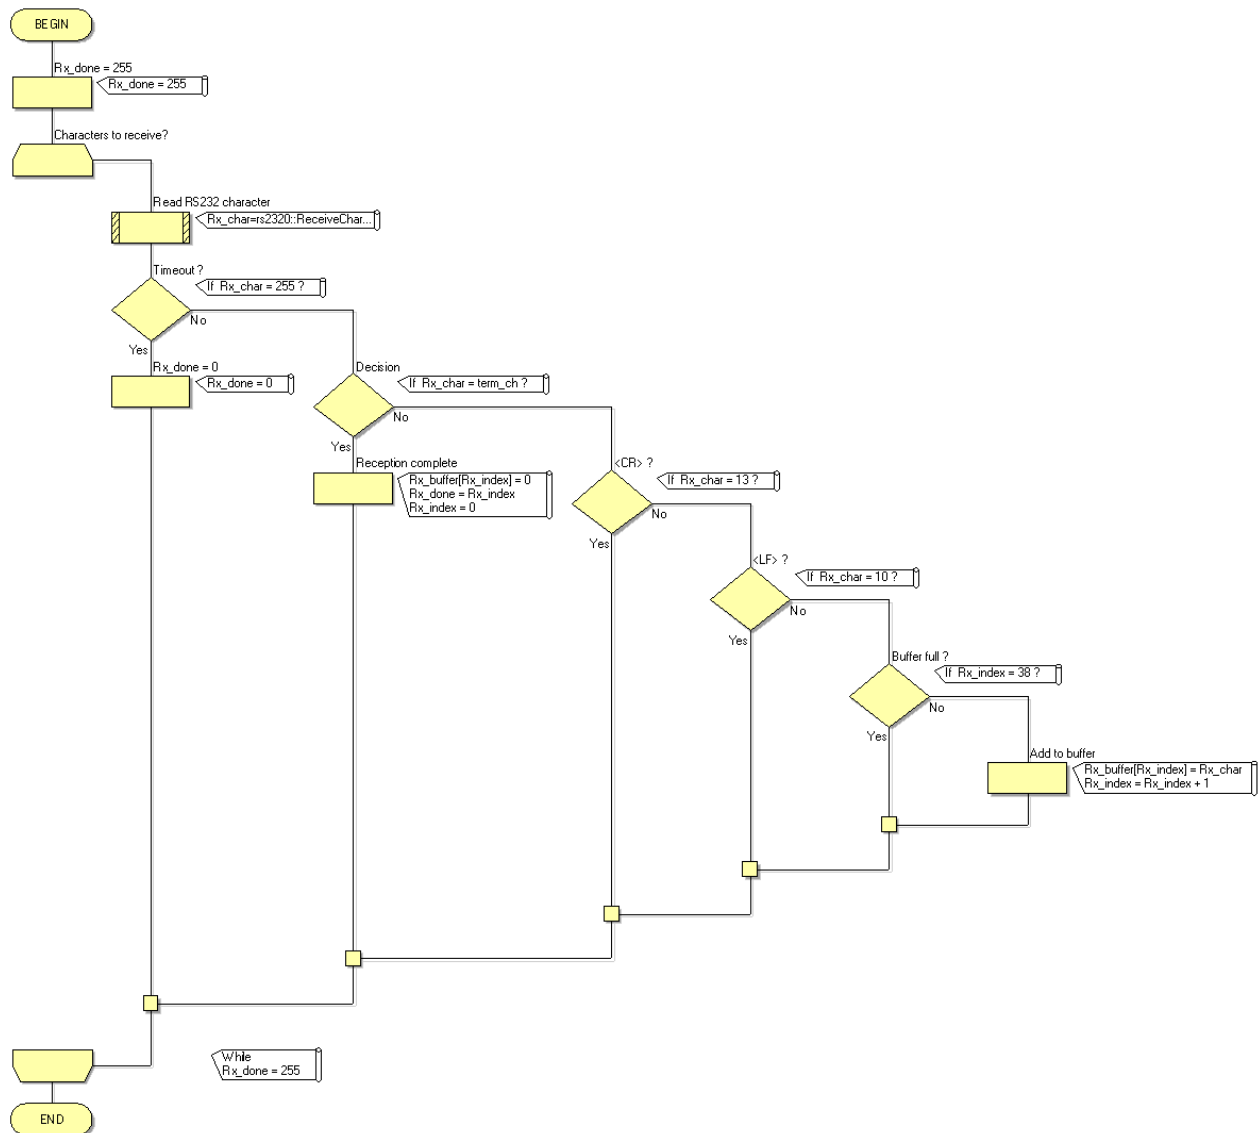 BEGIN
Rx_done = 255
Rx_done = 255
Characters to receive?
Read RS232 character
Rx_char=rs2320::ReceiveChar...
Timeout ?
If Rx_char = 255 ?
No
Yes
Rx_done = 0
Rx_done = 0
Decision
If Rx_char = term_ch ?
No
Yes
Reception complete
Rx_buffer[Rx_index] = 0
Rx_done = Rx_index
Rx_index = 0
<CR> ?
If Rx_char = 13 ?
No
Yes
<LF> ?
If Rx_char = 10 ?
No
Yes
Buffer full ?
If Rx_index = 38 ?
No
Yes
Add to buffer
Rx_buffer[Rx_index] = Rx_char
Rx_index = Rx_index + 1
While
Rx_done = 255
END